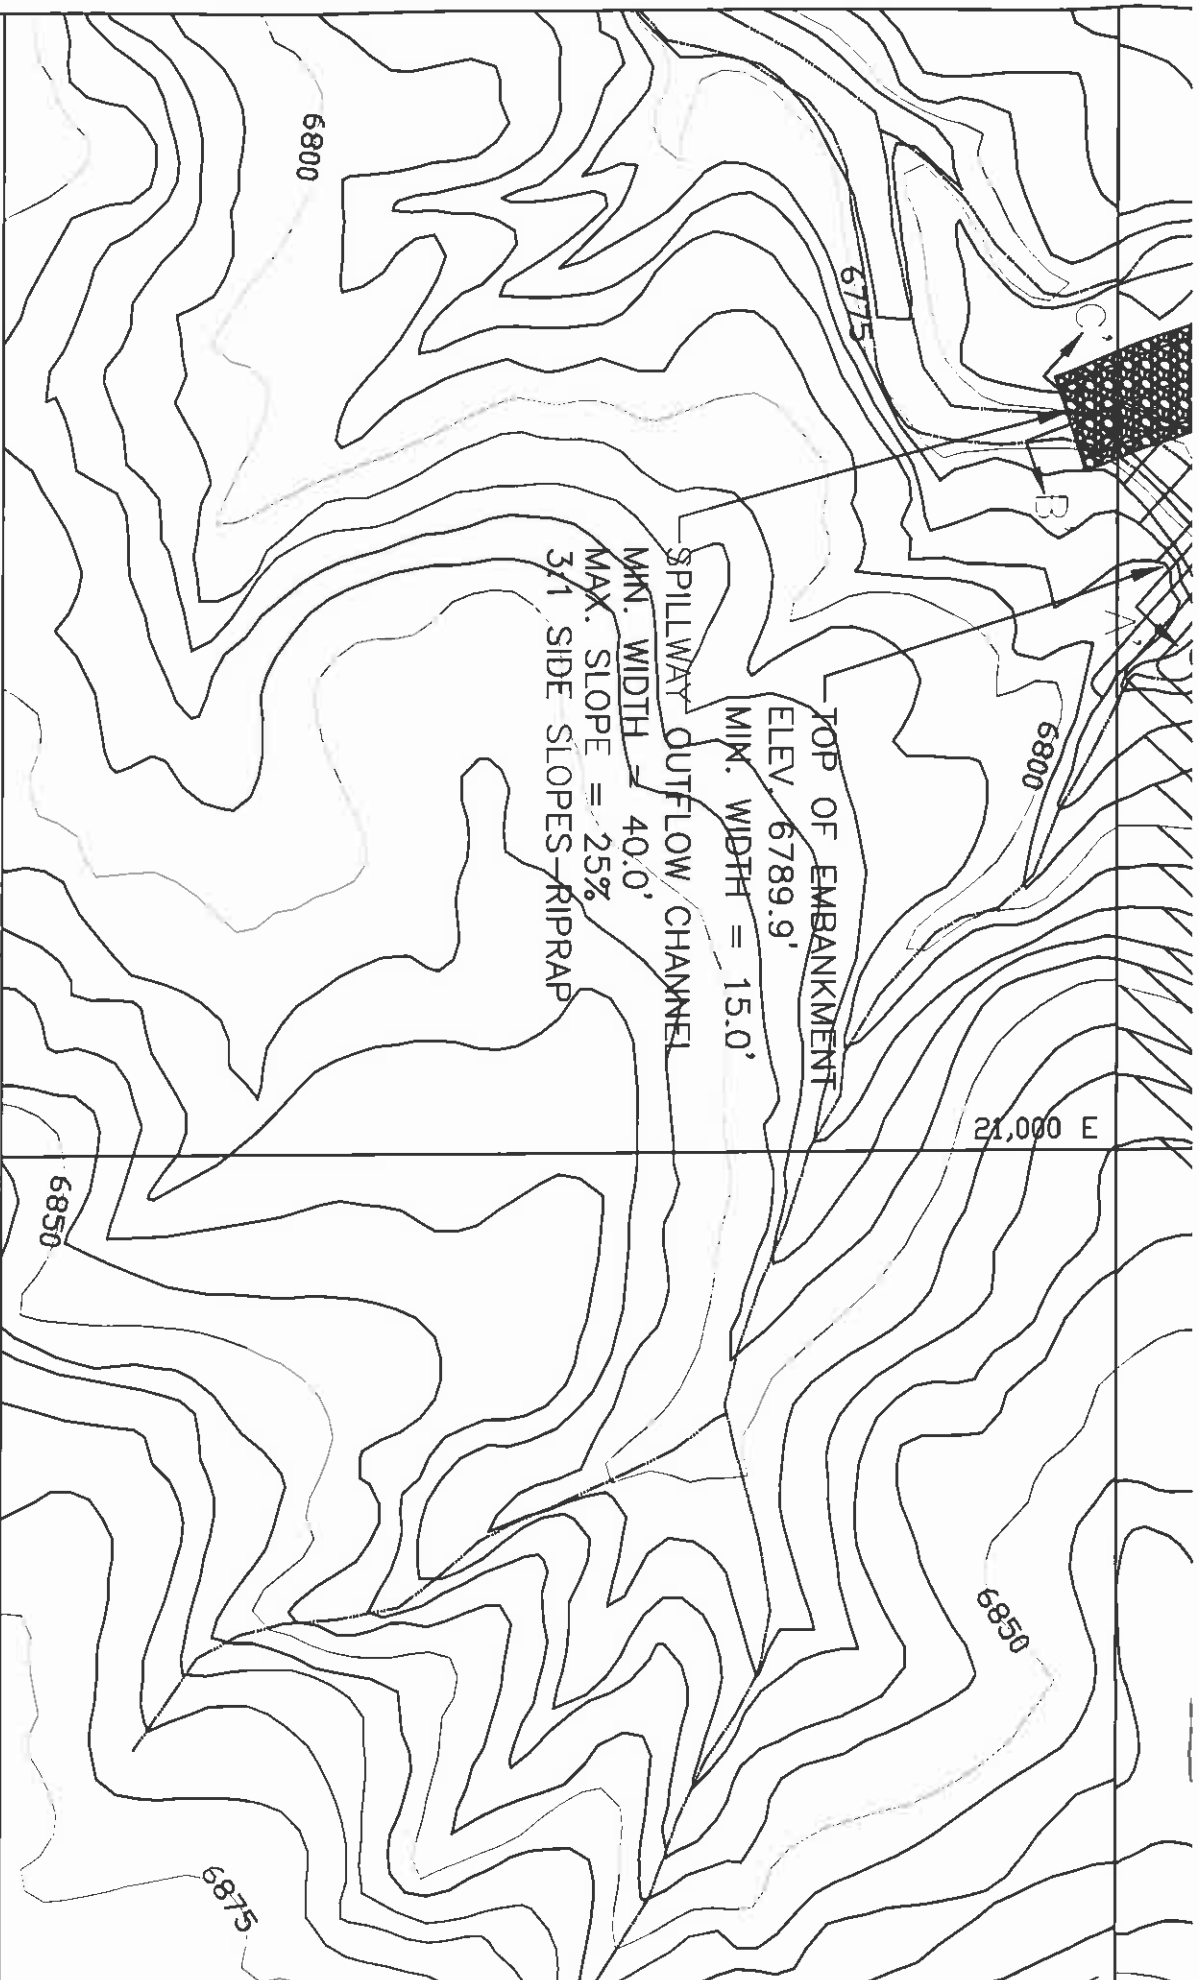 TOP OF EMBANKMENT
ELEV. 6789.9'
MIN. WIDTH = 15.0'
SPILLWAY OUTFLOW CHANNEL
MIN. WIDTH = 40.0'
MAX. SLOPE = 25%
3:1 SIDE SLOPES-RIPRAP
C'
B'
A'
6775
6800
6800
21,000 E
6850
6850
6875